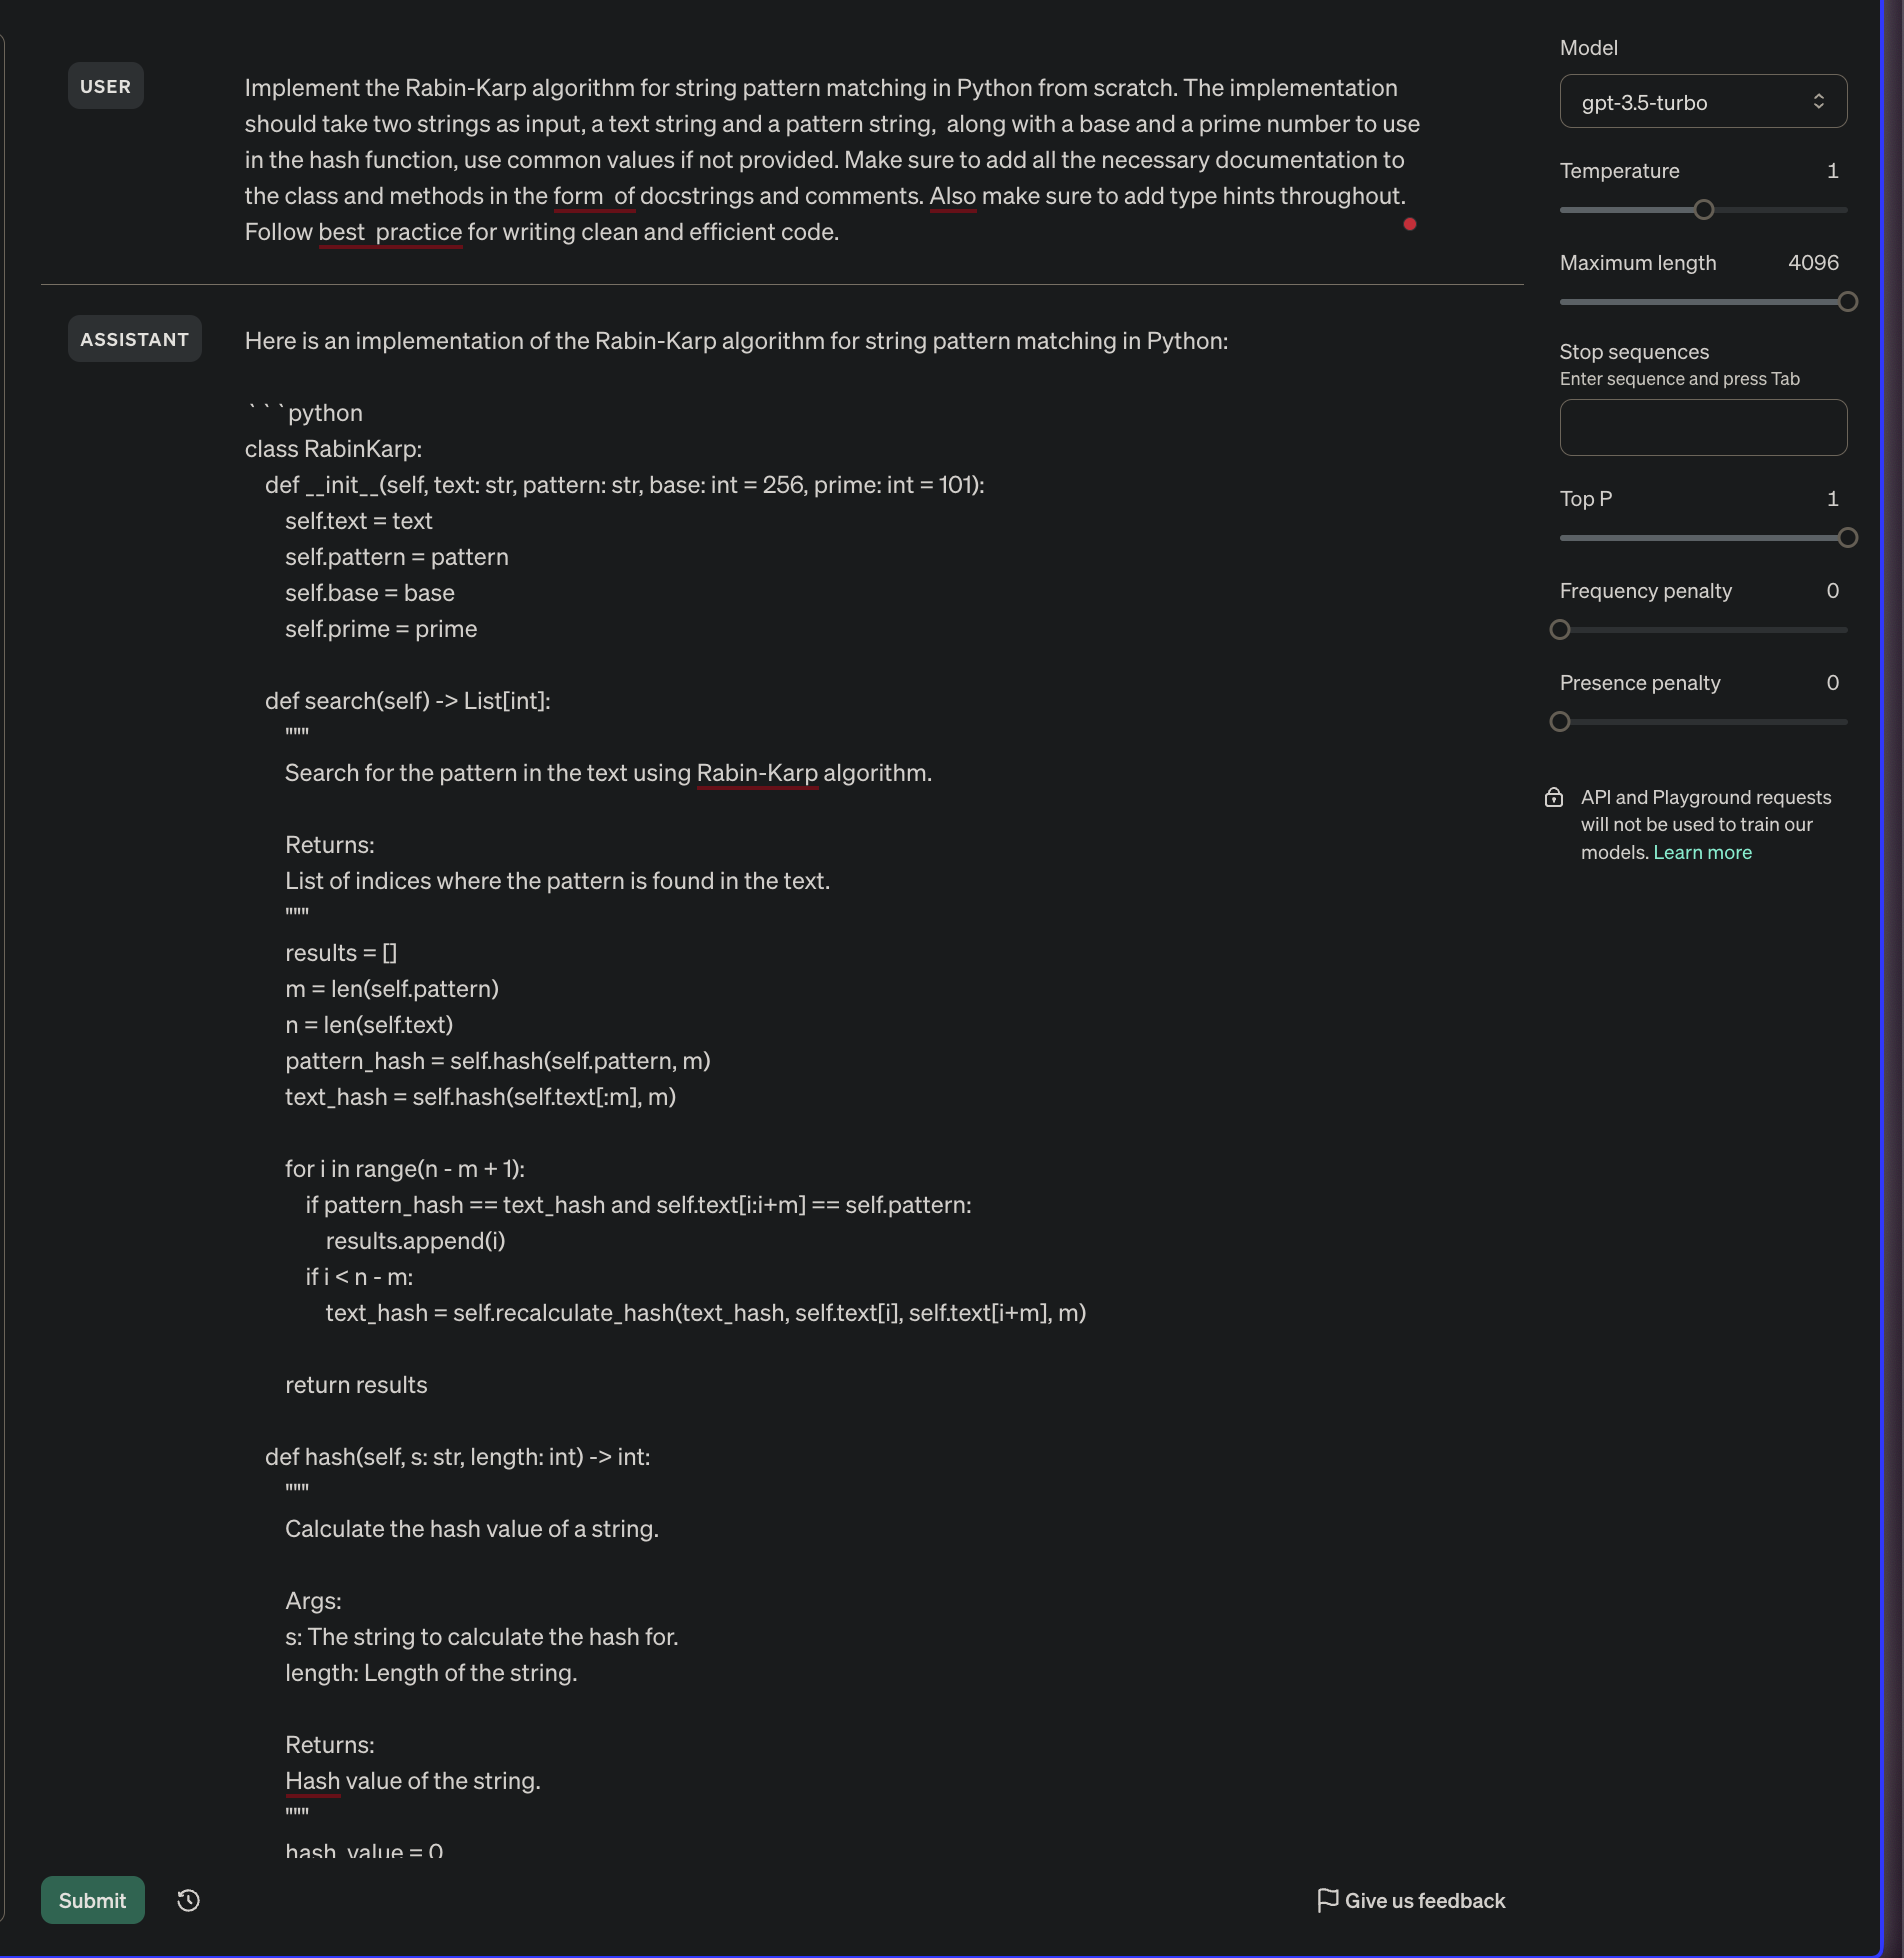 USER
Implement the Rabin-Karp algorithm for string pattern matching in Python from scratch. The implementation
should take two strings as input, a text string and a pattern string,  along with a base and a prime number to use
in the hash function, use common values if not provided. Make sure to add all the necessary documentation to
the class and methods in the form  of docstrings and comments. Also make sure to add type hints throughout.
Follow best  practice for writing clean and efficient code.
ASSISTANT
Here is an implementation of the Rabin-Karp algorithm for string pattern matching in Python:
```python
class RabinKarp:
    def __init__(self, text: str, pattern: str, base: int = 256, prime: int = 101):
        self.text = text
        self.pattern = pattern
        self.base = base
        self.prime = prime
    def search(self) -> List[int]:
        """
        Search for the pattern in the text using Rabin-Karp algorithm.
        Returns:
        List of indices where the pattern is found in the text.
        """
        results = []
        m = len(self.pattern)
        n = len(self.text)
        pattern_hash = self.hash(self.pattern, m)
        text_hash = self.hash(self.text[:m], m)
        for i in range(n - m + 1):
            if pattern_hash == text_hash and self.text[i:i+m] == self.pattern:
                results.append(i)
            if i < n - m:
                text_hash = self.recalculate_hash(text_hash, self.text[i], self.text[i+m], m)
        return results
    def hash(self, s: str, length: int) -> int:
        """
        Calculate the hash value of a string.
        Args:
        s: The string to calculate the hash for.
        length: Length of the string.
        Returns:
        Hash value of the string.
        """
        hash_value = 0
Submit
Give us feedback
Model
gpt-3.5-turbo
Temperature 1
Maximum length 4096
Stop sequences
Enter sequence and press Tab
Top P 1
Frequency penalty 0
Presence penalty 0
API and Playground requests
will not be used to train our
models. Learn more